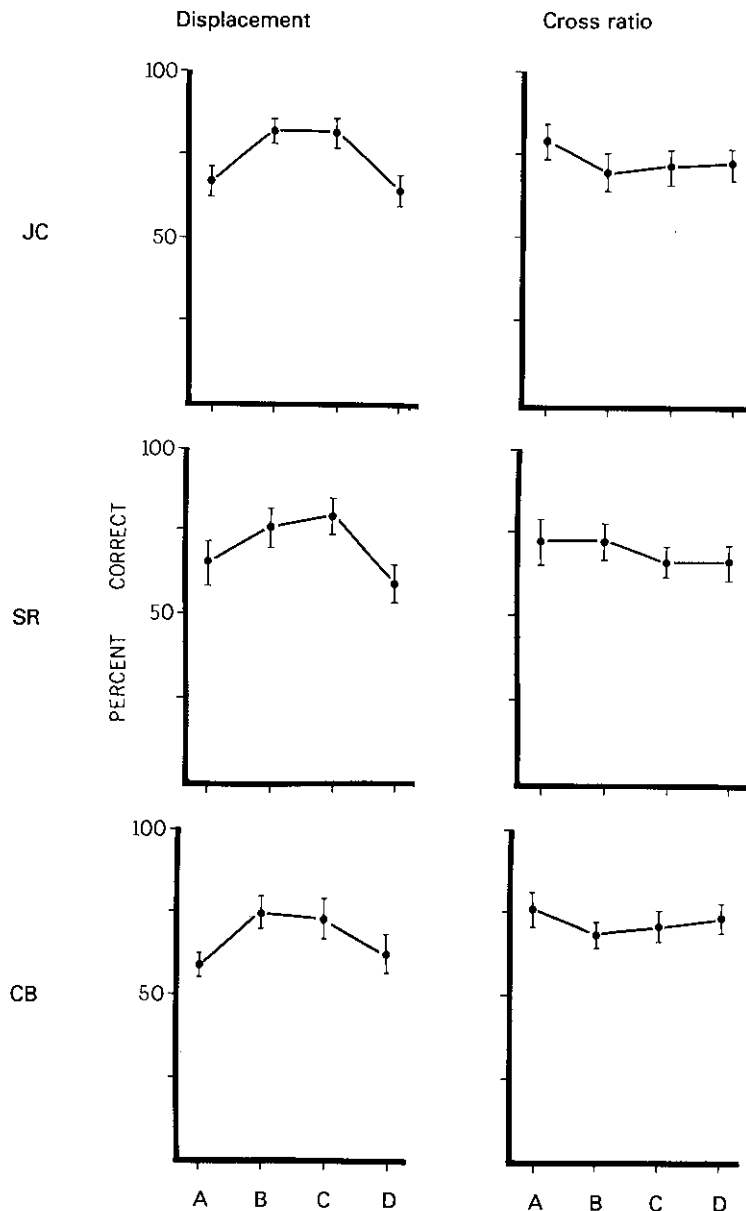 Displacement Cross ratio
100
JC
50
100
SR
PERCENT CORRECT
50
100
CB
50
A B C D A B C D